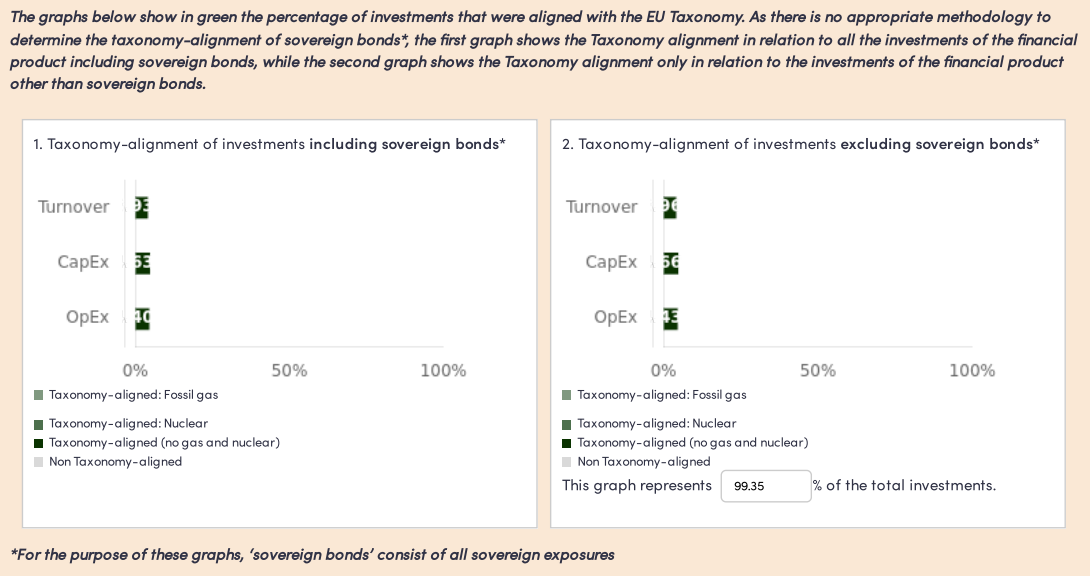 The graphs below show in green the percentage of investments that were aligned with the EU Taxonomy. As there is no appropriate methodology to
determine the taxonomy-alignment of sovereign bonds*, the first graph shows the Taxonomy alignment in relation to all the investments of the financial
product including sovereign bonds, while the second graph shows the Taxonomy alignment only in relation to the investments of the financial product
other than sovereign bonds.
1. Taxonomy-alignment of investments including sovereign bonds*
Turnover
CapEx
OpEx
0% 50% 100%
Taxonomy-aligned: Fossil gas
Taxonomy-aligned: Nuclear
Taxonomy-aligned (no gas and nuclear)
Non Taxonomy-aligned
2. Taxonomy-alignment of investments excluding sovereign bonds*
Turnover
CapEx
OpEx
0% 50% 100%
Taxonomy-aligned: Fossil gas
Taxonomy-aligned: Nuclear
Taxonomy-aligned (no gas and nuclear)
Non Taxonomy-aligned
This graph represents 99.35 % of the total investments.
*For the purpose of these graphs, ‘sovereign bonds’ consist of all sovereign exposures